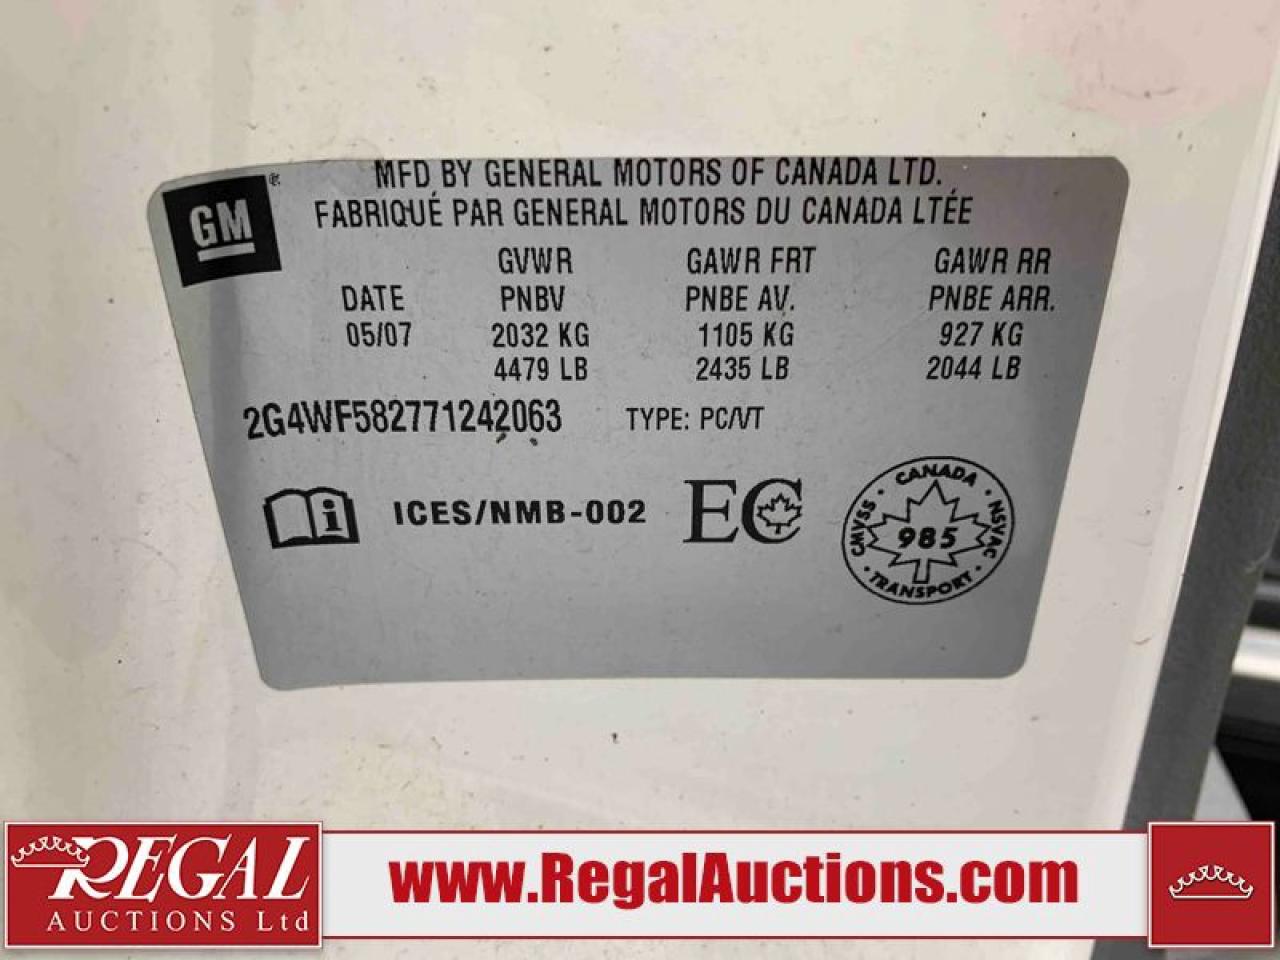 MFD BY GENERAL MOTORS OF CANADA LTD.
FABRIQUÉ PAR GENERAL MOTORS DU CANADA LTÉE
GM
GVWR GAWR FRT GAWR RR
DATE PNBV PNBE AV. PNBE ARR.
05/07 2032 KG 1105 KG 927 KG
4479 LB 2435 LB 2044 LB
2G4WF582771242063 TYPE: PC/VT
i ICES/NMB-002 EC
CANADA
CMVSS · NSVAC
985
TRANSPORT
REGAL
AUCTIONS Ltd
www.RegalAuctions.com